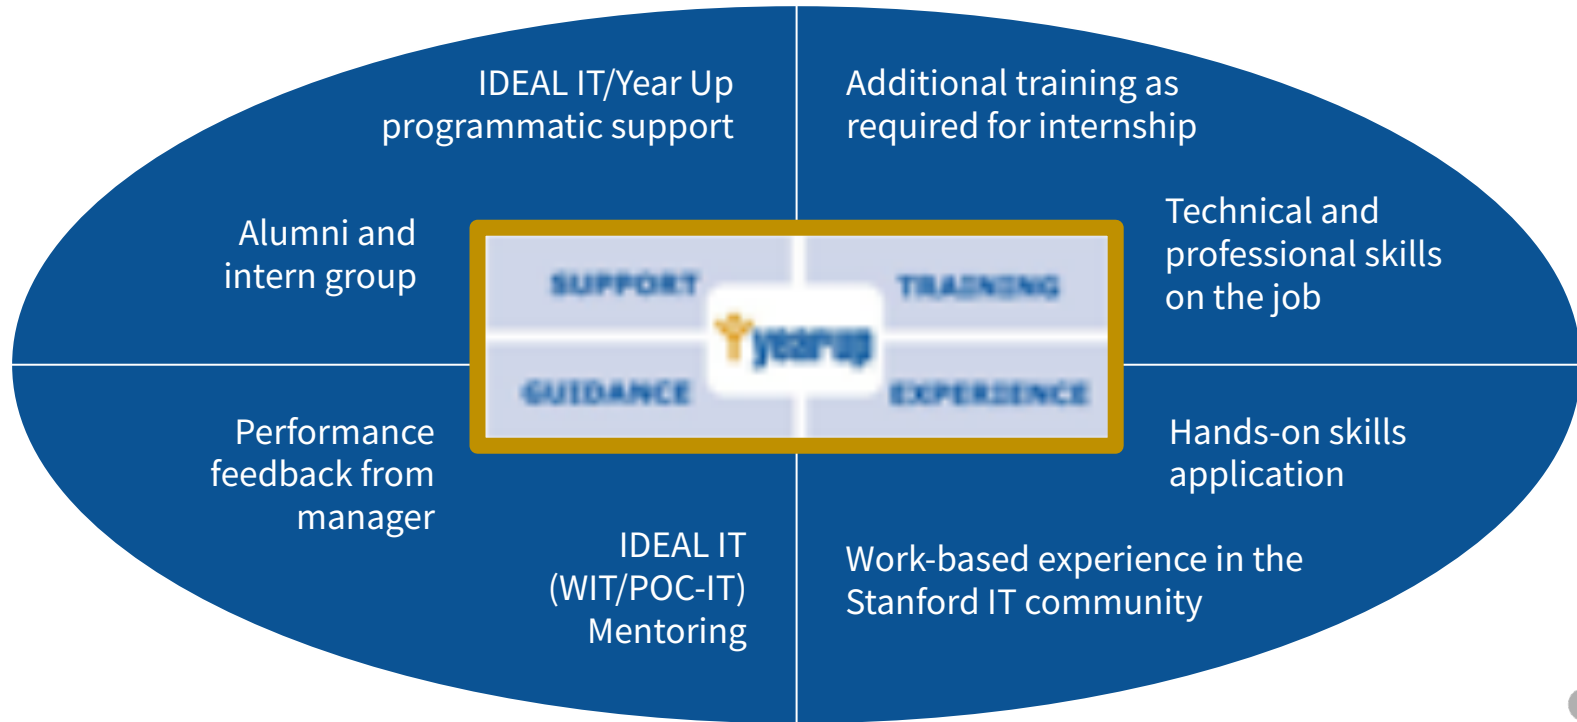 IDEAL IT/Year Up
programmatic support
Alumni and
intern group
Additional training as
required for internship
Technical and
professional skills
on the job
SUPPORT
TRAINING
yearup
GUIDANCE
EXPERIENCE
Performance
feedback from
manager
IDEAL IT
(WIT/POC-IT)
Mentoring
Hands-on skills
application
Work-based experience in the
Stanford IT community